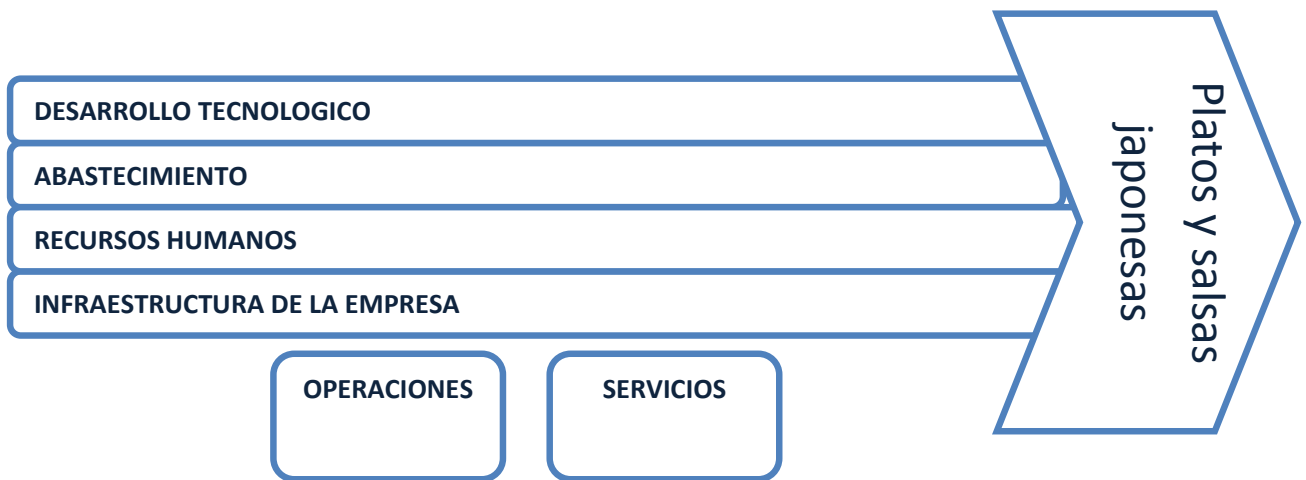 DESARROLLO TECNOLOGICO
ABASTECIMIENTO
RECURSOS HUMANOS
INFRAESTRUCTURA DE LA EMPRESA
OPERACIONES
SERVICIOS
Platos y salsas
japonesas